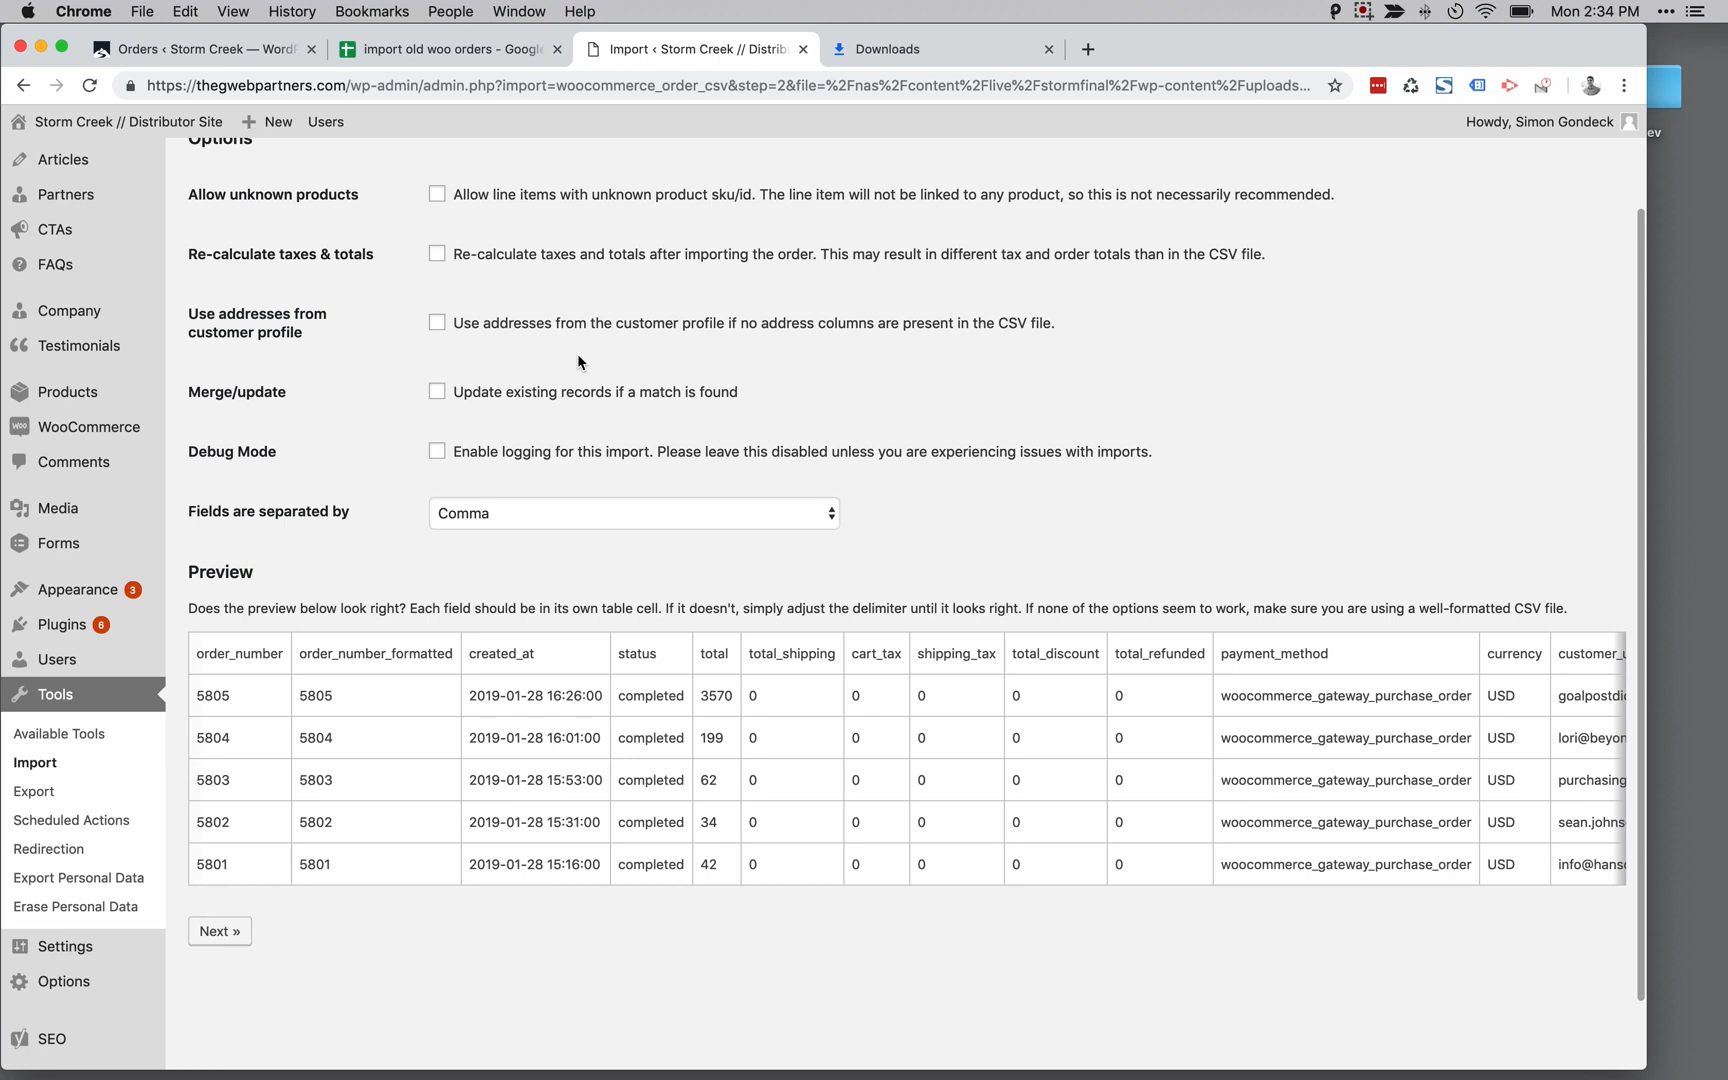 Chrome File Edit View History Bookmarks People Window Help Mon 2:34 PM
Orders ‹ Storm Creek — WordP import old woo orders - Google Import ‹ Storm Creek // Distrib Downloads
https://thegwebpartners.com/wp-admin/admin.php?import=woocommerce_order_csv&step=2&file=%2Fnas%2Fcontent%2Flive%2Fstormfinal%2Fwp-content%2Fuploads...
Storm Creek // Distributor Site New Users Howdy, Simon Gondeck
ev
Articles
Partners
CTAs
FAQs
Company
Testimonials
Products
WooCommerce
Comments
Media
Forms
Appearance 3
Plugins 6
Users
Tools
Available Tools
Import
Export
Scheduled Actions
Redirection
Export Personal Data
Erase Personal Data
Settings
Options
SEO
Options
Allow unknown products Allow line items with unknown product sku/id. The line item will not be linked to any product, so this is not necessarily recommended.
Re-calculate taxes & totals Re-calculate taxes and totals after importing the order. This may result in different tax and order totals than in the CSV file.
Use addresses from
customer profile Use addresses from the customer profile if no address columns are present in the CSV file.
Merge/update Update existing records if a match is found
Debug Mode Enable logging for this import. Please leave this disabled unless you are experiencing issues with imports.
Fields are separated by Comma
Preview
Does the preview below look right? Each field should be in its own table cell. If it doesn't, simply adjust the delimiter until it looks right. If none of the options seem to work, make sure you are using a well-formatted CSV file.
order_number order_number_formatted created_at status total total_shipping cart_tax shipping_tax total_discount total_refunded payment_method currency customer_u
5805 5805 2019-01-28 16:26:00 completed 3570 0 0 0 0 0 woocommerce_gateway_purchase_order USD goalpostdi
5804 5804 2019-01-28 16:01:00 completed 199 0 0 0 0 0 woocommerce_gateway_purchase_order USD lori@beyon
5803 5803 2019-01-28 15:53:00 completed 62 0 0 0 0 0 woocommerce_gateway_purchase_order USD purchasing
5802 5802 2019-01-28 15:31:00 completed 34 0 0 0 0 0 woocommerce_gateway_purchase_order USD sean.johns
5801 5801 2019-01-28 15:16:00 completed 42 0 0 0 0 0 woocommerce_gateway_purchase_order USD info@hans
Next »